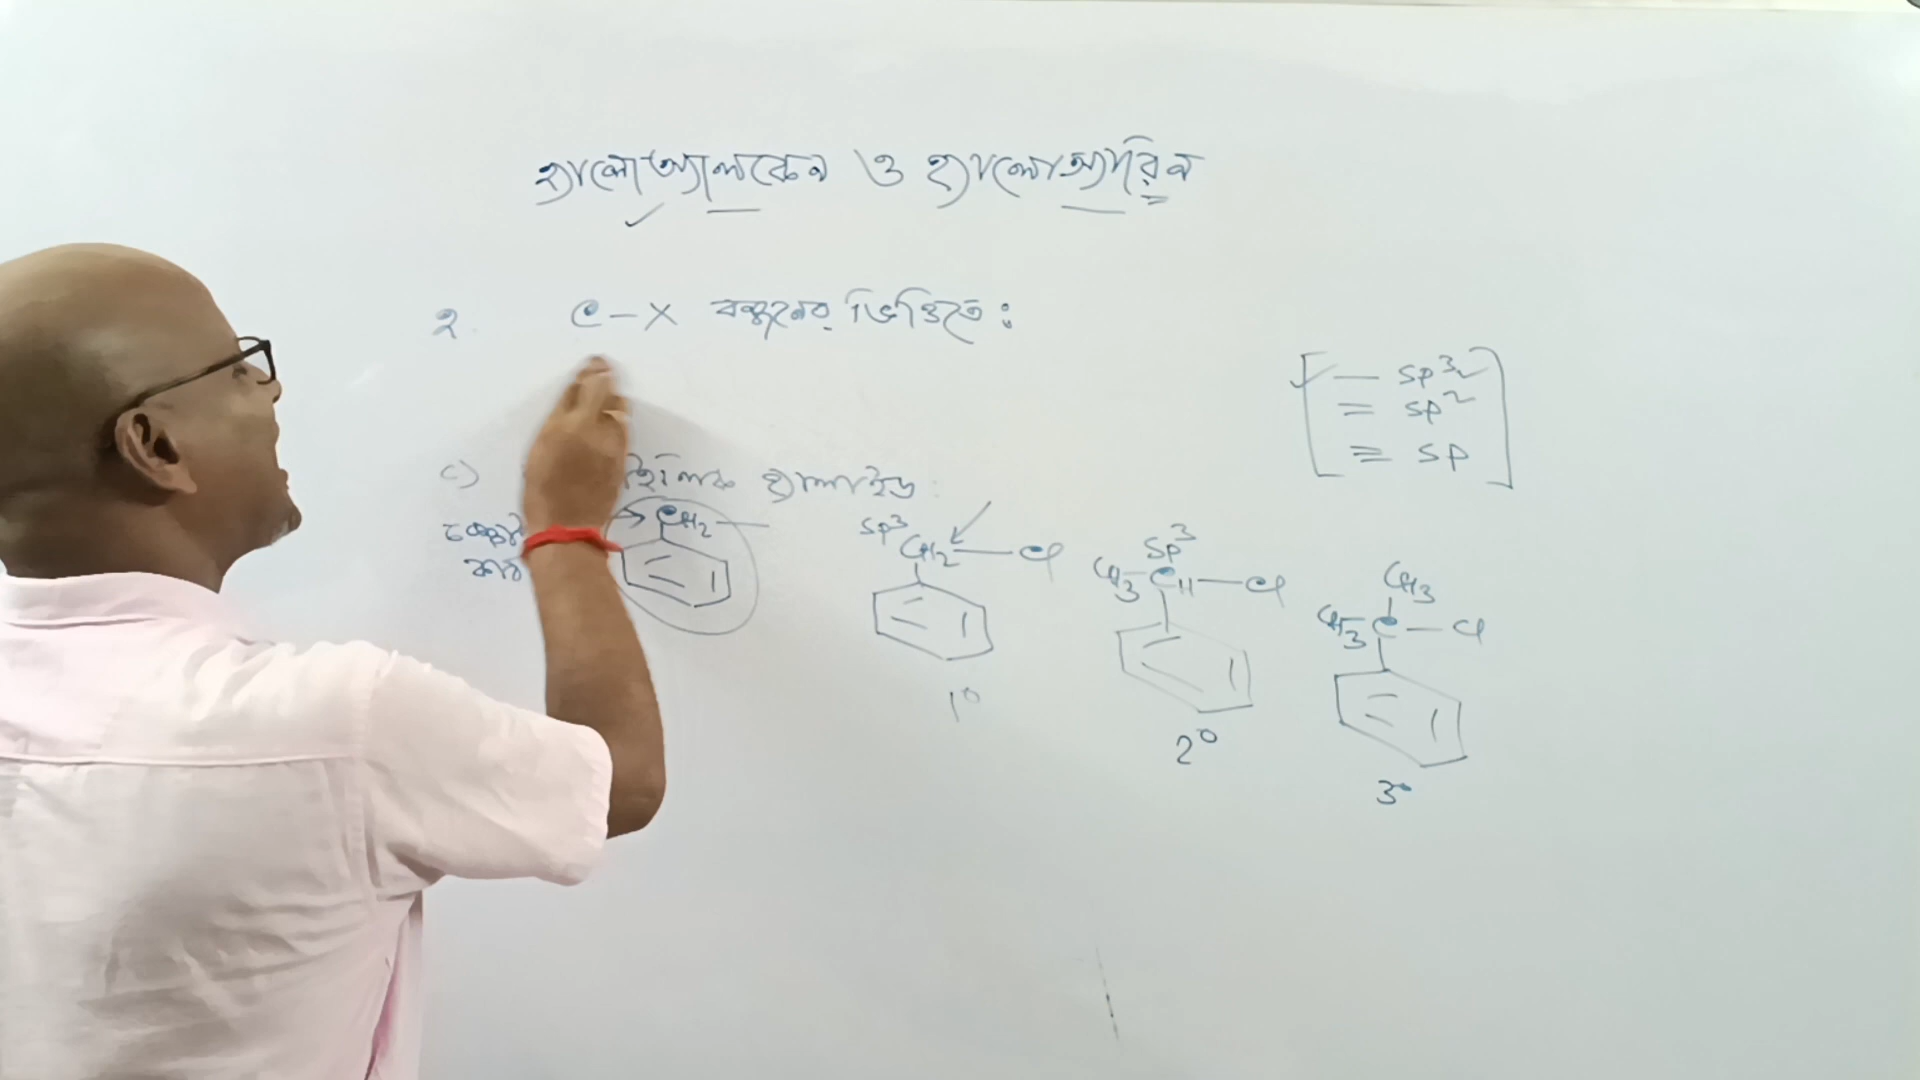 হ্যালোঅ্যালকেন ও হ্যালোঅ্যারিন
২. C-X বন্ধনের ভিত্তিতে :
— sp³
= sp²
≡ sp
c) হ্যালাইড :
CH₂ —
sp³
CH₂ — Cl
1°
sp³
CH₃-CH — Cl
2°
CH₃
CH₃-C — Cl
3°